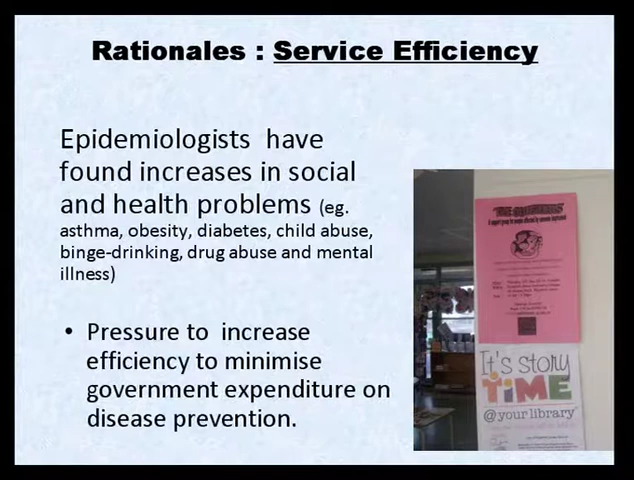 Rationales : Service Efficiency
Epidemiologists have
found increases in social
and health problems (eg.
asthma, obesity, diabetes, child abuse,
binge-drinking, drug abuse and mental
illness)
• Pressure to increase
efficiency to minimise
government expenditure on
disease prevention.
It's story
TiME
@ your library